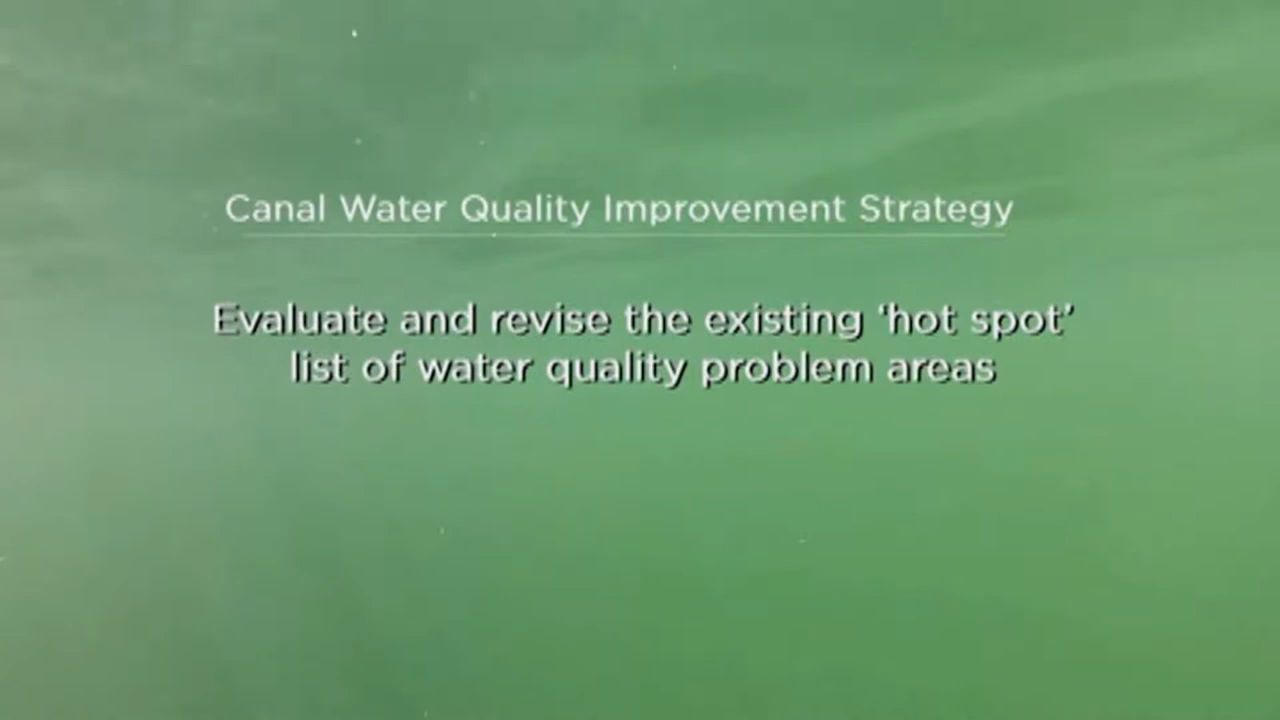 Canal Water Quality Improvement Strategy
Evaluate and revise the existing ‘hot spot’
list of water quality problem areas